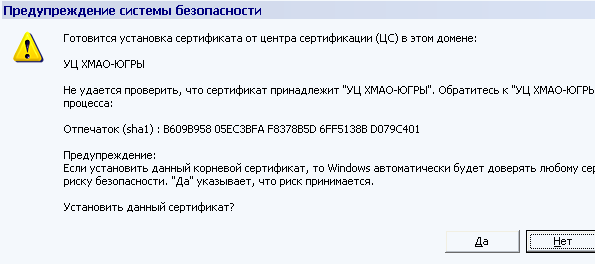 Предупреждение системы безопасности
Готовится установка сертификата от центра сертификации (ЦС) в этом домене:
УЦ ХМАО-ЮГРЫ
Не удается проверить, что сертификат принадлежит "УЦ ХМАО-ЮГРЫ". Обратитесь к "УЦ ХМАО-ЮГРЫ
процесса:
Отпечаток (sha1) : B609B958 05EC3BFA F8378B5D 6FF5138B D079C401
Предупреждение:
Если установить данный корневой сертификат, то Windows автоматически будет доверять любому
риску безопасности. "Да" указывает, что риск принимается.
Установить данный сертификат?
Да
Нет